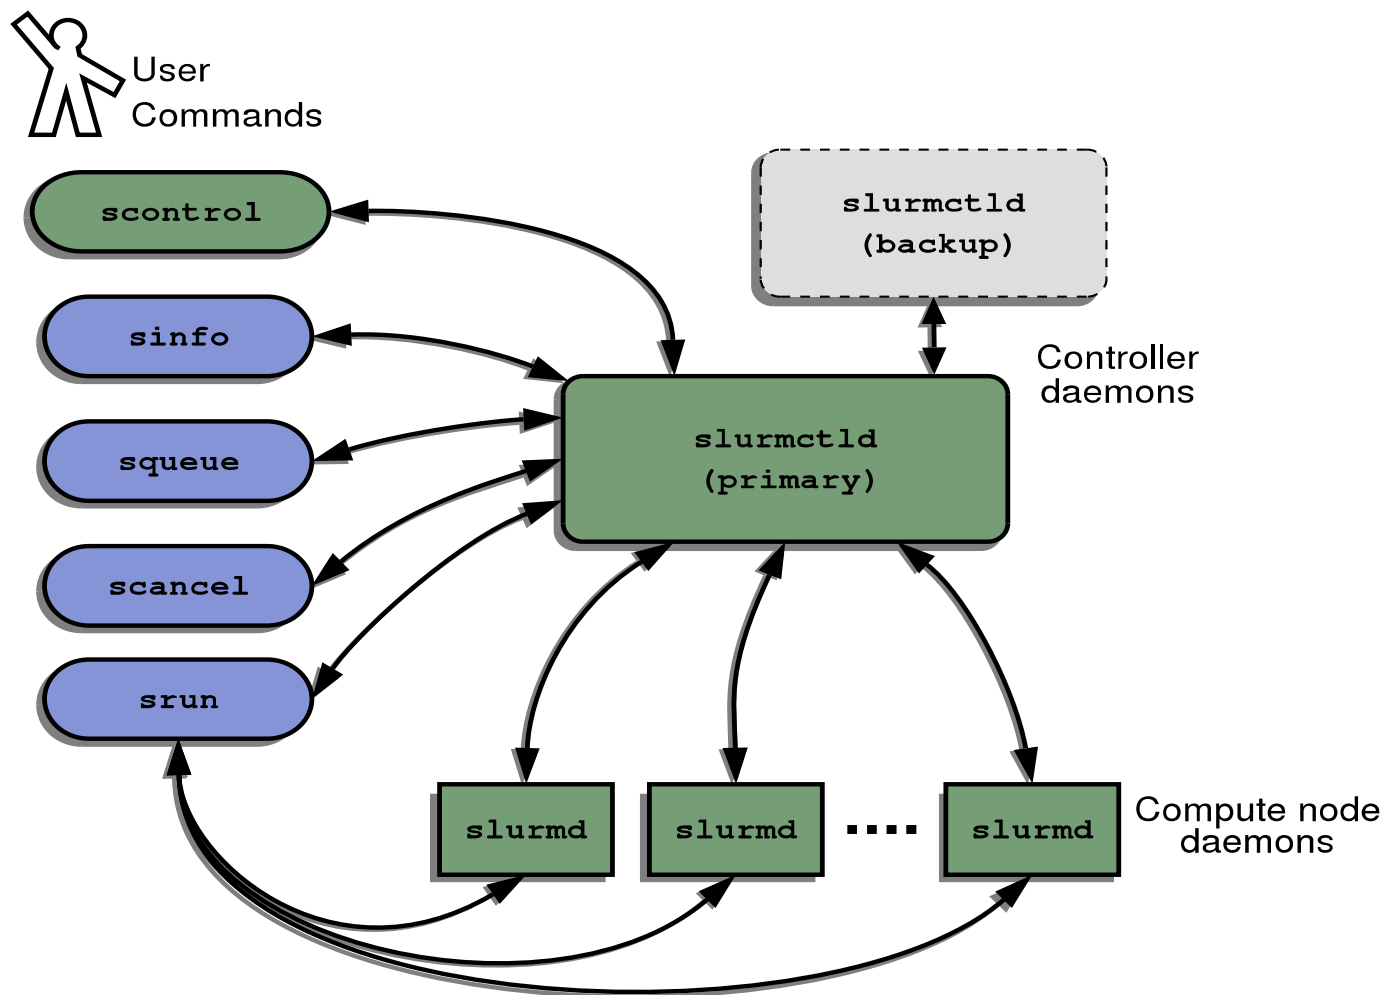 User
Commands
scontrol
slurmctld
(backup)
sinfo
Controller
daemons
slurmctld
(primary)
squeue
scancel
srun
slurmd
slurmd
slurmd
Compute node
daemons